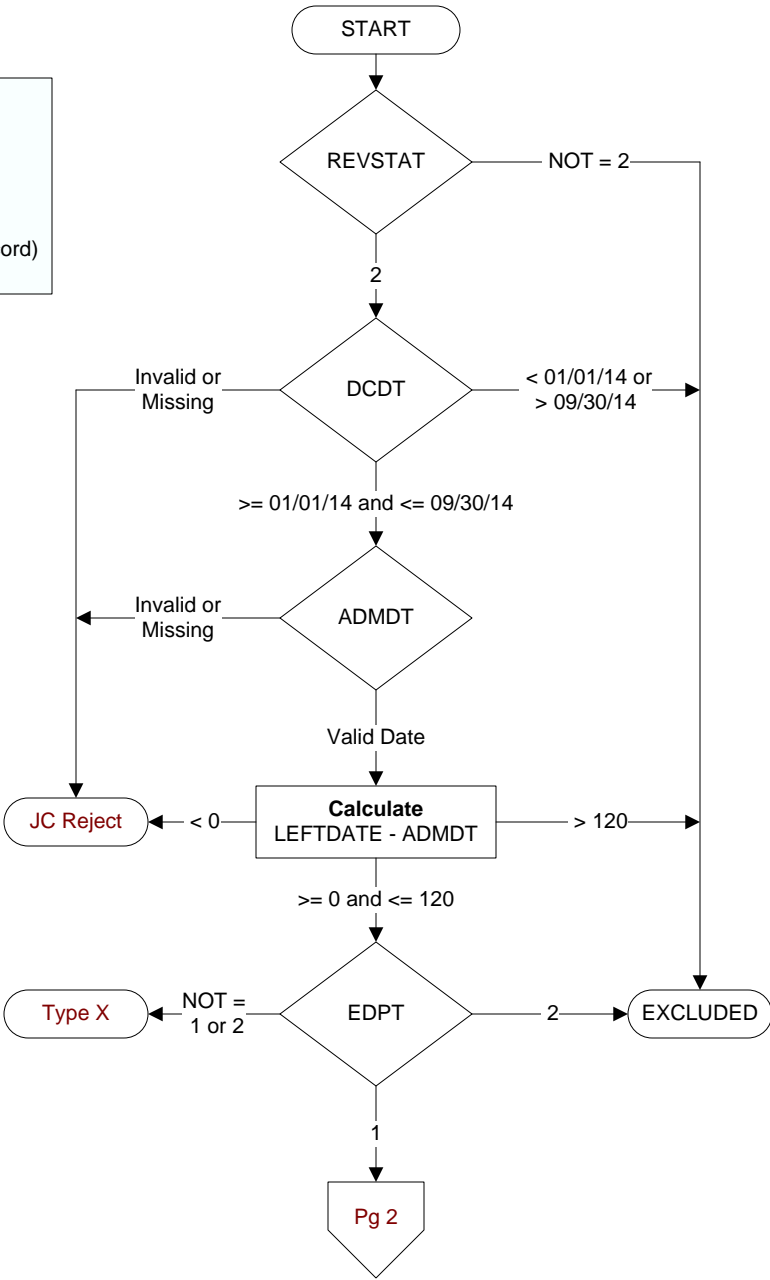 START
REVSTAT
NOT = 2
ord)
2
Invalid or
Missing
DCDT
< 01/01/14 or
> 09/30/14
>= 01/01/14 and <= 09/30/14
Invalid or
Missing
ADMDT
Valid Date
JC Reject
< 0
Calculate
LEFTDATE - ADMDT
> 120
>= 0 and <= 120
Type X
NOT =
1 or 2
EDPT
2
EXCLUDED
1
Pg 2